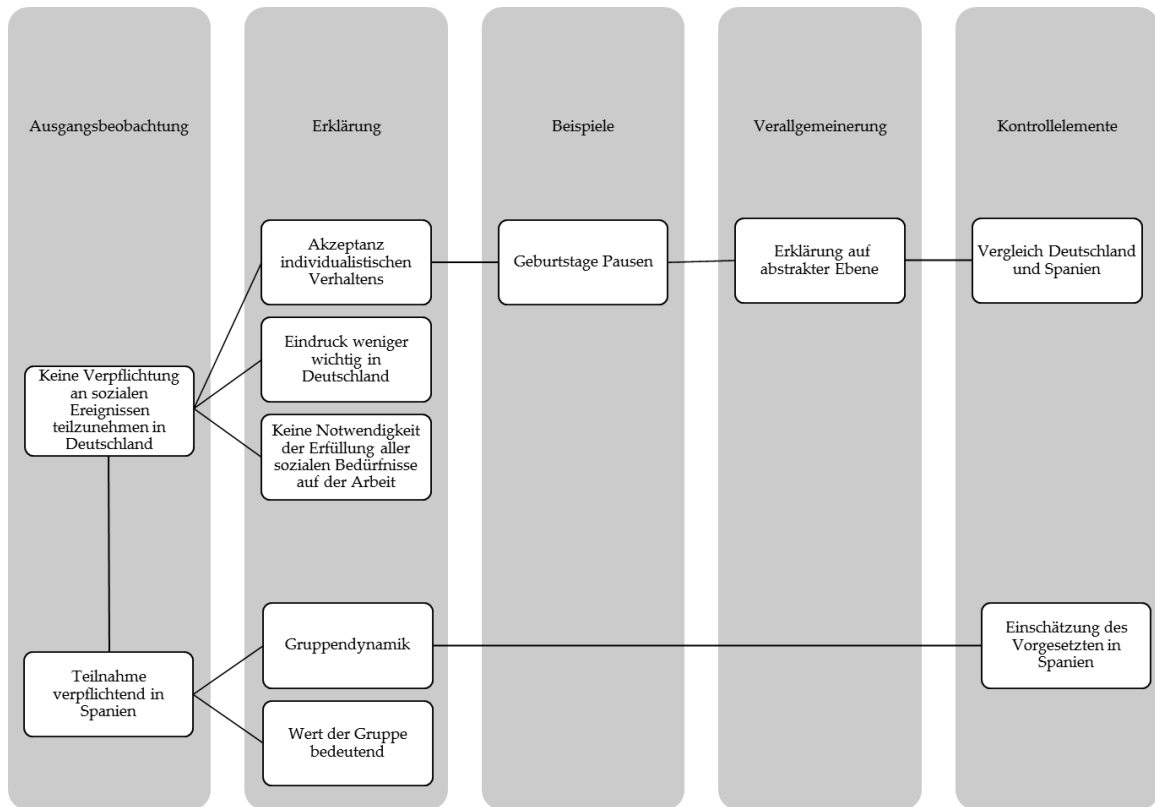 Ausgangsbeobachtung
Erklärung
Beispiele
Verallgemeinerung
Kontrollelemente
Akzeptanz
individualistischen
Verhaltens
Geburtstage Pausen
Erklärung auf
abstrakter Ebene
Vergleich Deutschland
und Spanien
Eindruck weniger
wichtig in
Deutschland
Keine Verpflichtung
an sozialen
Ereignissen
teilzunehmen in
Deutschland
Keine Notwendigkeit
der Erfüllung aller
sozialen Bedürfnisse
auf der Arbeit
Gruppendynamik
Einschätzung des
Vorgesetzten in
Spanien
Teilnahme
verpflichtend in
Spanien
Wert der Gruppe
bedeutend